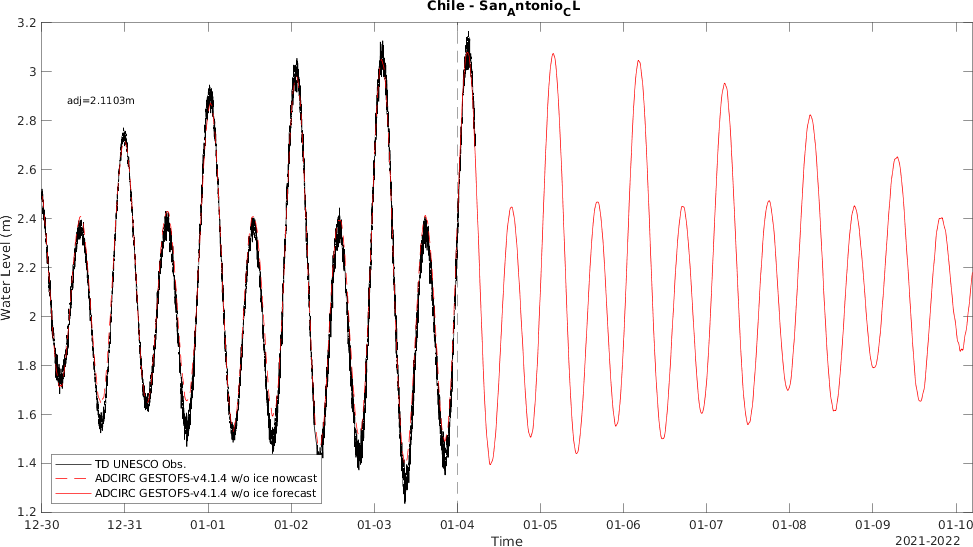 Chile - SanAntonioCL
3.2
3
2.8
2.6
2.4
2.2
2
1.8
1.6
1.4
1.2
Water Level (m)
adj=2.1103m
TD UNESCO Obs.
ADCIRC GESTOFS-v4.1.4 w/o ice nowcast
ADCIRC GESTOFS-v4.1.4 w/o ice forecast
12-30 12-31 01-01 01-02 01-03 01-04 01-05 01-06 01-07 01-08 01-09 01-10
Time
2021-2022